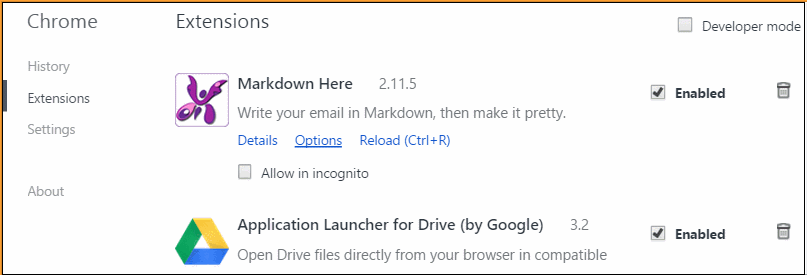 Chrome
Extensions
Developer mode
History
Extensions
Settings
About
Markdown Here 2.11.5
Enabled
Write your email in Markdown, then make it pretty.
Details Options Reload (Ctrl+R)
Allow in incognito
Application Launcher for Drive (by Google) 3.2
Enabled
Open Drive files directly from your browser in compatible